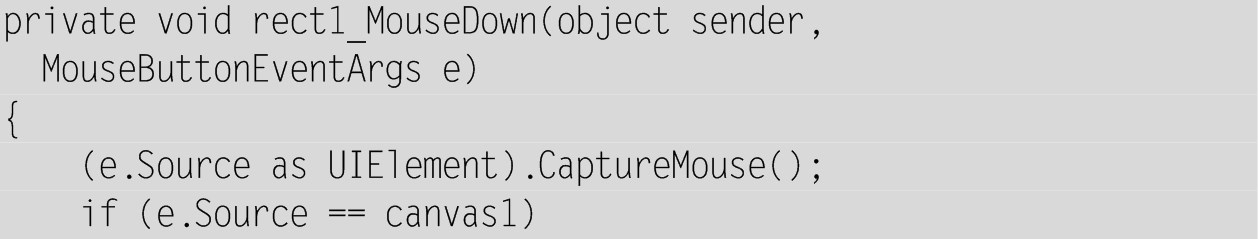 private void rect1_MouseDown(object sender,
  MouseButtonEventArgs e)
{
    (e.Source as UIElement).CaptureMouse();
    if (e.Source == canvas1)